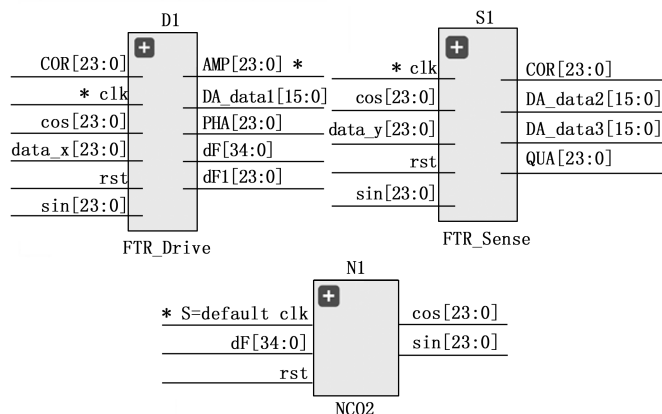 D1
COR[23:0]
* clk
cos[23:0]
data_x[23:0]
rst
sin[23:0]
AMP[23:0] *
DA_data1[15:0]
PHA[23:0]
dF[34:0]
dF1[23:0]
FTR_Drive
S1
* clk
cos[23:0]
data_y[23:0]
rst
sin[23:0]
COR[23:0]
DA_data2[15:0]
DA_data3[15:0]
QUA[23:0]
FTR_Sense
N1
* S=default clk
dF[34:0]
rst
cos[23:0]
sin[23:0]
NCO2